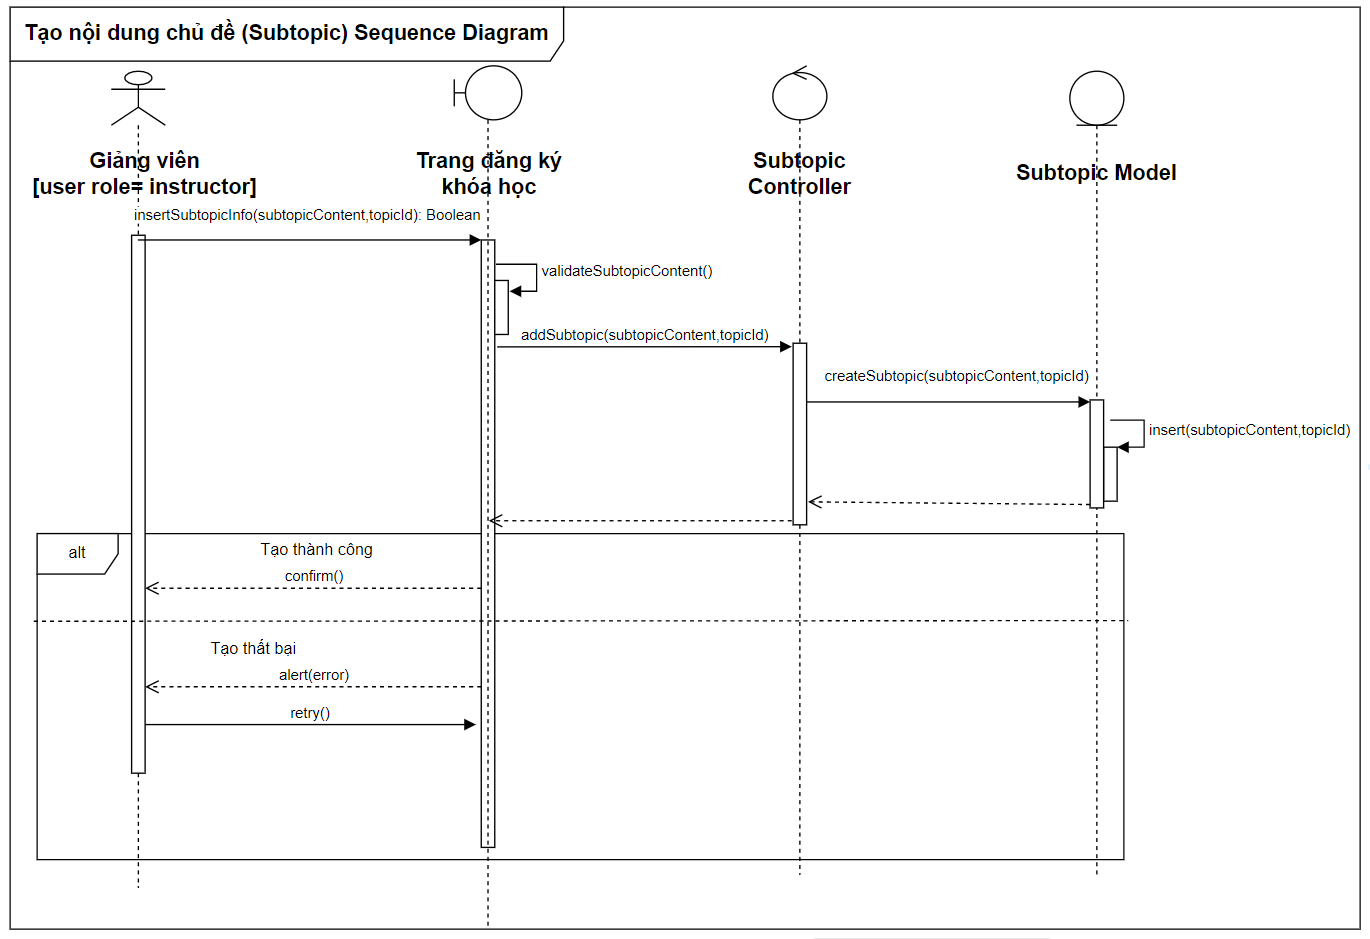 Tạo nội dung chủ đề (Subtopic) Sequence Diagram
Giảng viên
[user role= instructor]
Trang đăng ký
khóa học
Subtopic
Controller
Subtopic Model
insertSubtopicInfo(subtopicContent,topicId): Boolean
validateSubtopicContent()
addSubtopic(subtopicContent,topicId)
createSubtopic(subtopicContent,topicId)
insert(subtopicContent,topicId)
alt
Tạo thành công
confirm()
Tạo thất bại
alert(error)
retry()